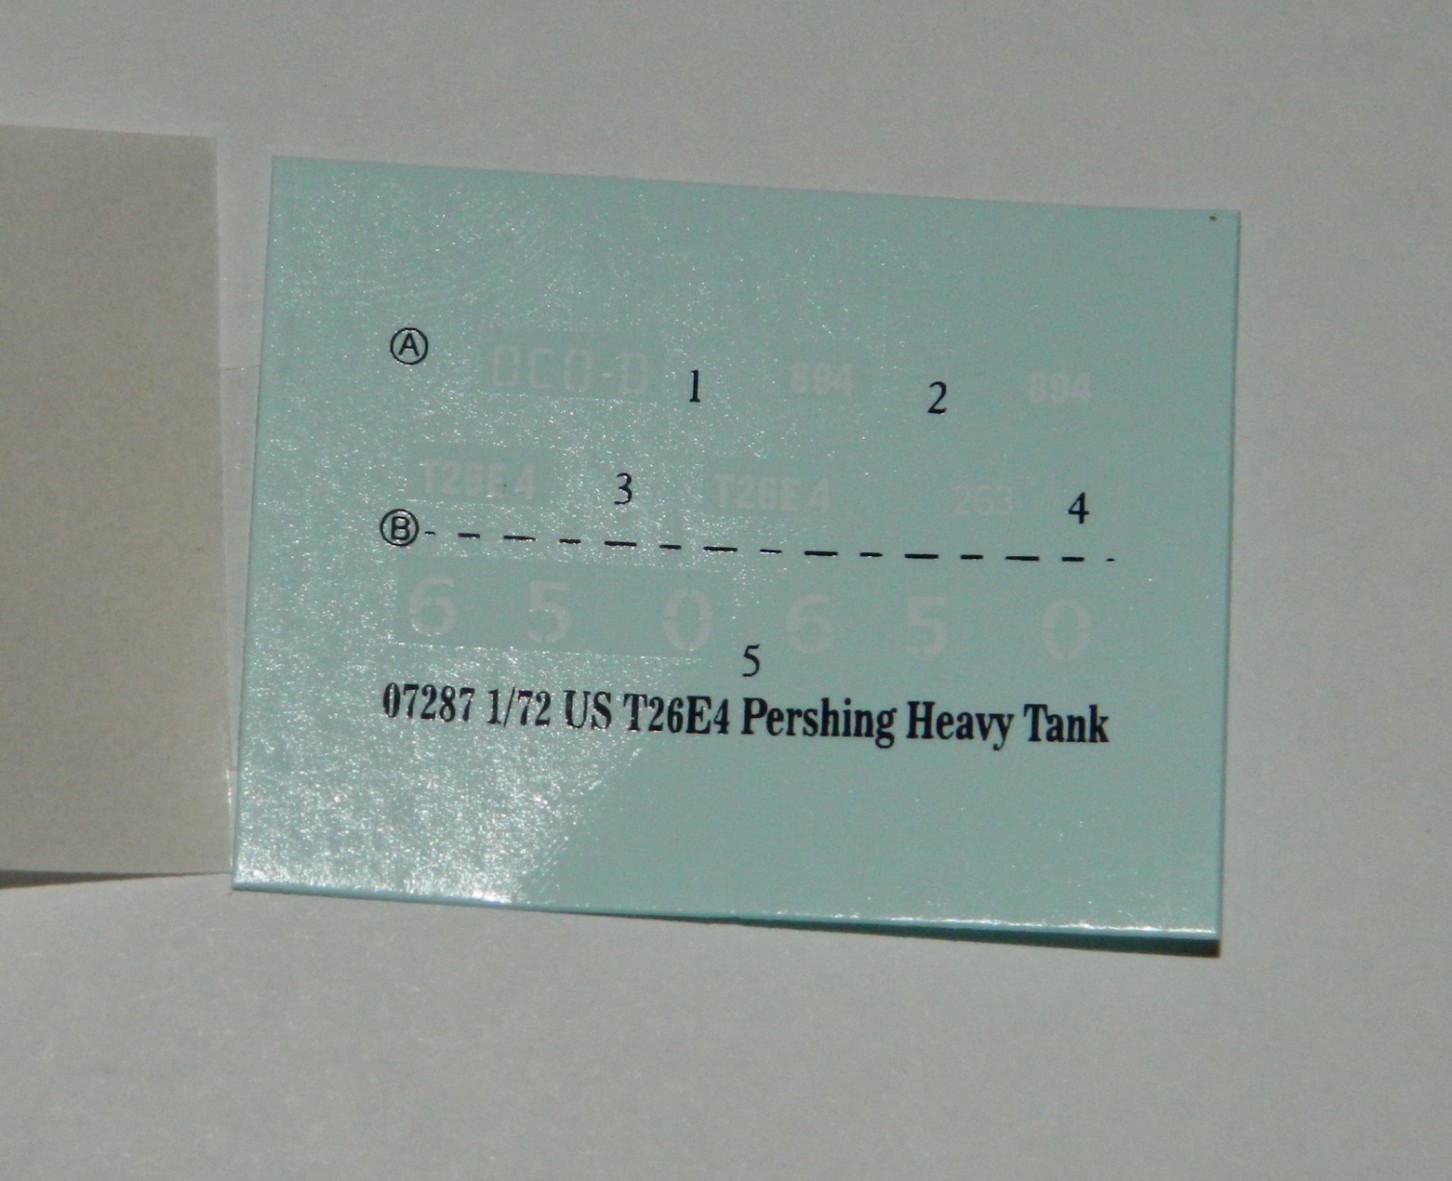 Ⓐ OCO-D 1 894 2 894
T26E4 3 T26E4 263 4
Ⓑ
6 5 0 6 5 0
5
07287 1/72 US T26E4 Pershing Heavy Tank